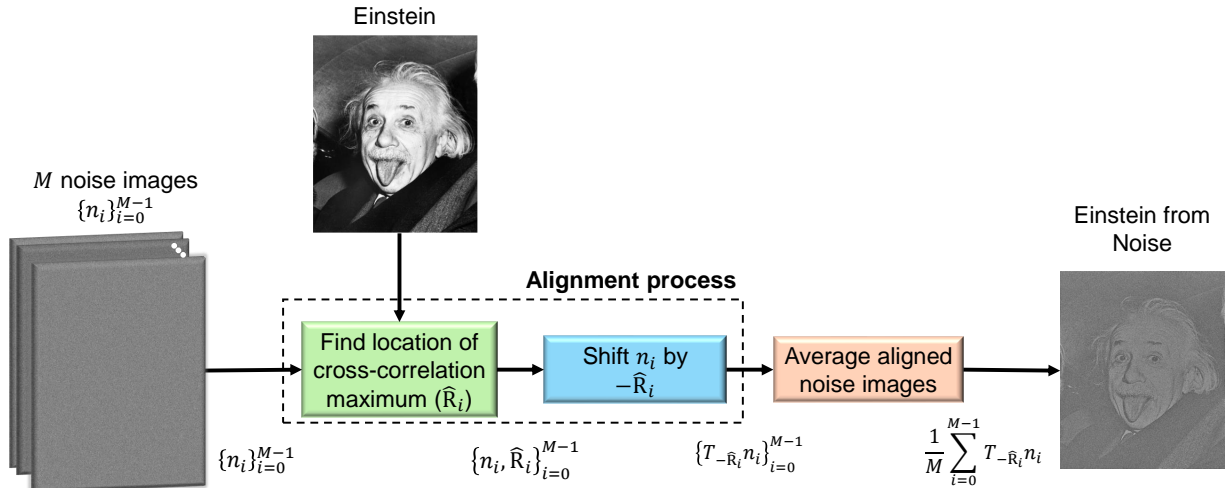 Einstein
M noise images
{n_i}_{i=0}^{M−1}
Einstein from
Noise
Alignment process
Find location of
cross-correlation
maximum (R̂_i)
Shift n_i by
−R̂_i
Average aligned
noise images
{n_i}_{i=0}^{M−1}
{n_i, R̂_i}_{i=0}^{M−1}
{T_{−R̂_i} n_i}_{i=0}^{M−1}
\frac{1}{M} \sum_{i=0}^{M−1} T_{−R̂_i} n_i